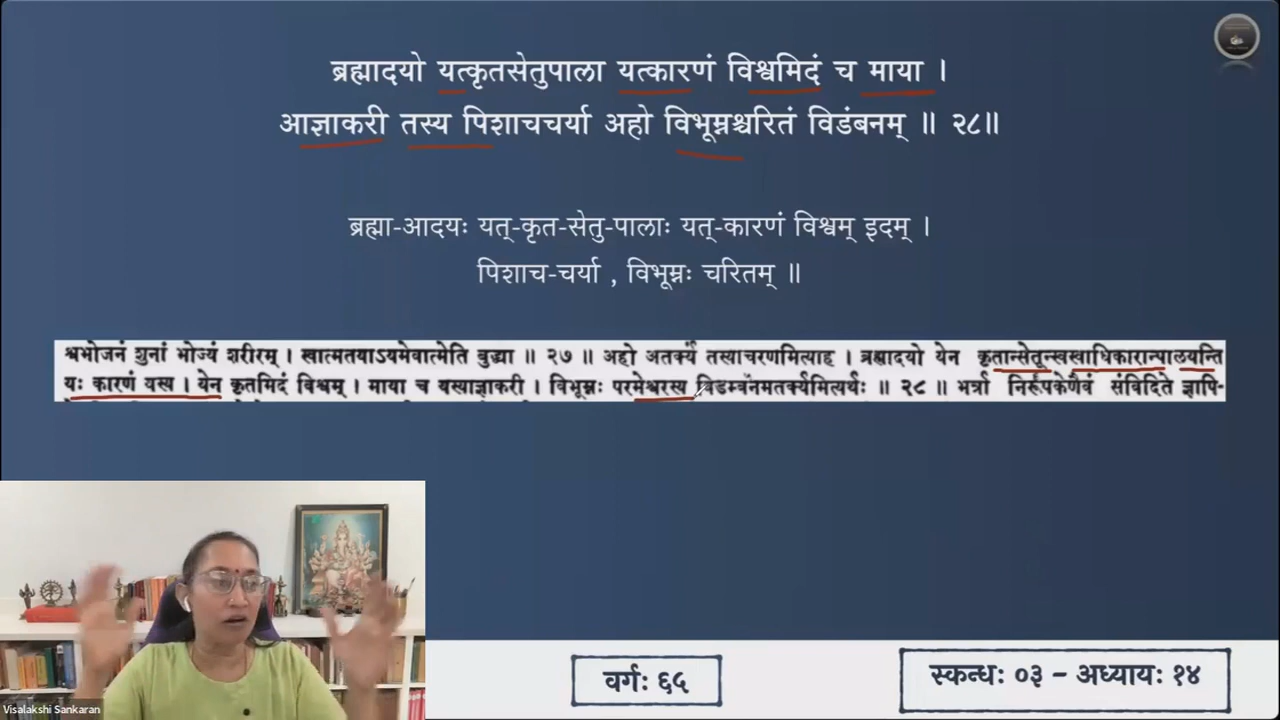 ब्रह्मादयो यत्कृतसेतुपाला यत्कारणं विश्वमिदं च माया ।
आज्ञाकरी तस्य पिशाचचर्या अहो विभूम्नश्चरितं विडंबनम् ॥ २८॥
ब्रह्मा-आदयः यत्-कृत-सेतु-पालाः यत्-कारणं विश्वम् इदम् ।
पिशाच-चर्या , विभूम्नः चरितम् ॥
श्वभोजनं शुनां भोज्यं शरीरम् । स्वात्मतयाऽयमेवात्मेति बुद्ध्या ॥ २७ ॥ अहो अतर्क्यं तस्याचरणमित्याह । ब्रह्मादयो येन कृतान्सेतून्स्वस्वाधिकारान्पालयन्ति
यः कारणं यस्य । येन कृतमिदं विश्वम् । माया च यस्याज्ञाकरी । विभूम्नः परमेश्वरस्य विडम्बनमतर्क्यमित्यर्थः ॥ २८ ॥ भर्त्रा निरूपकेणैवं संविदिते ज्ञापि-
Visalakshi Sankaran
वर्गः ६५
स्कन्धः ०३ – अध्यायः १४